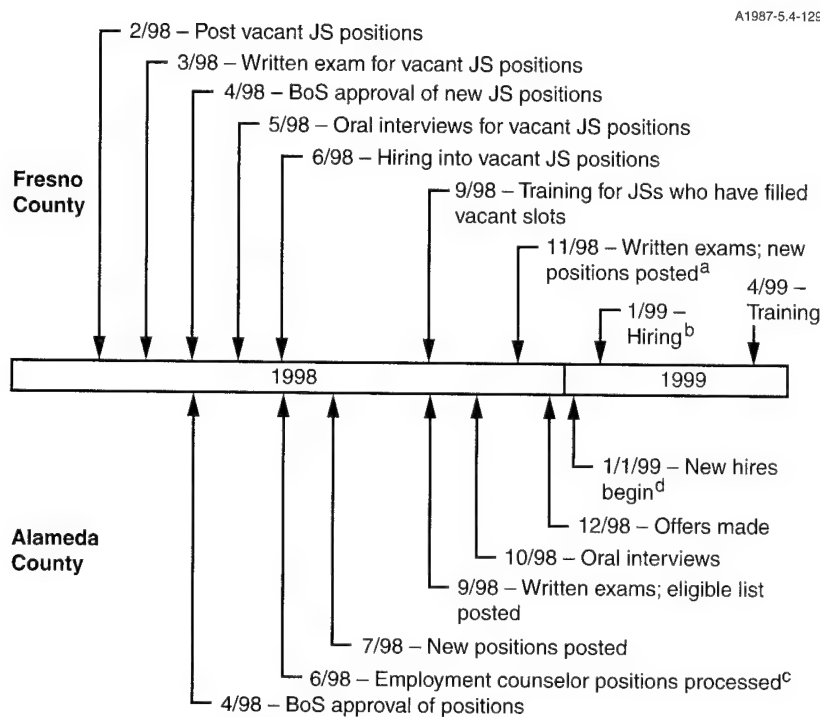 A1987-5.4-129
2/98 – Post vacant JS positions
3/98 – Written exam for vacant JS positions
4/98 – BoS approval of new JS positions
5/98 – Oral interviews for vacant JS positions
6/98 – Hiring into vacant JS positions
Fresno
County
9/98 – Training for JSs who have filled
vacant slots
11/98 – Written exams; new
positions postedᵃ
4/99 –
Training
1/99 –
Hiringᵇ
1998
1999
1/1/99 – New hires
beginᵈ
12/98 – Offers made
Alameda
County
10/98 – Oral interviews
9/98 – Written exams; eligible list
posted
7/98 – New positions posted
6/98 – Employment counselor positions processedᶜ
4/98 – BoS approval of positions